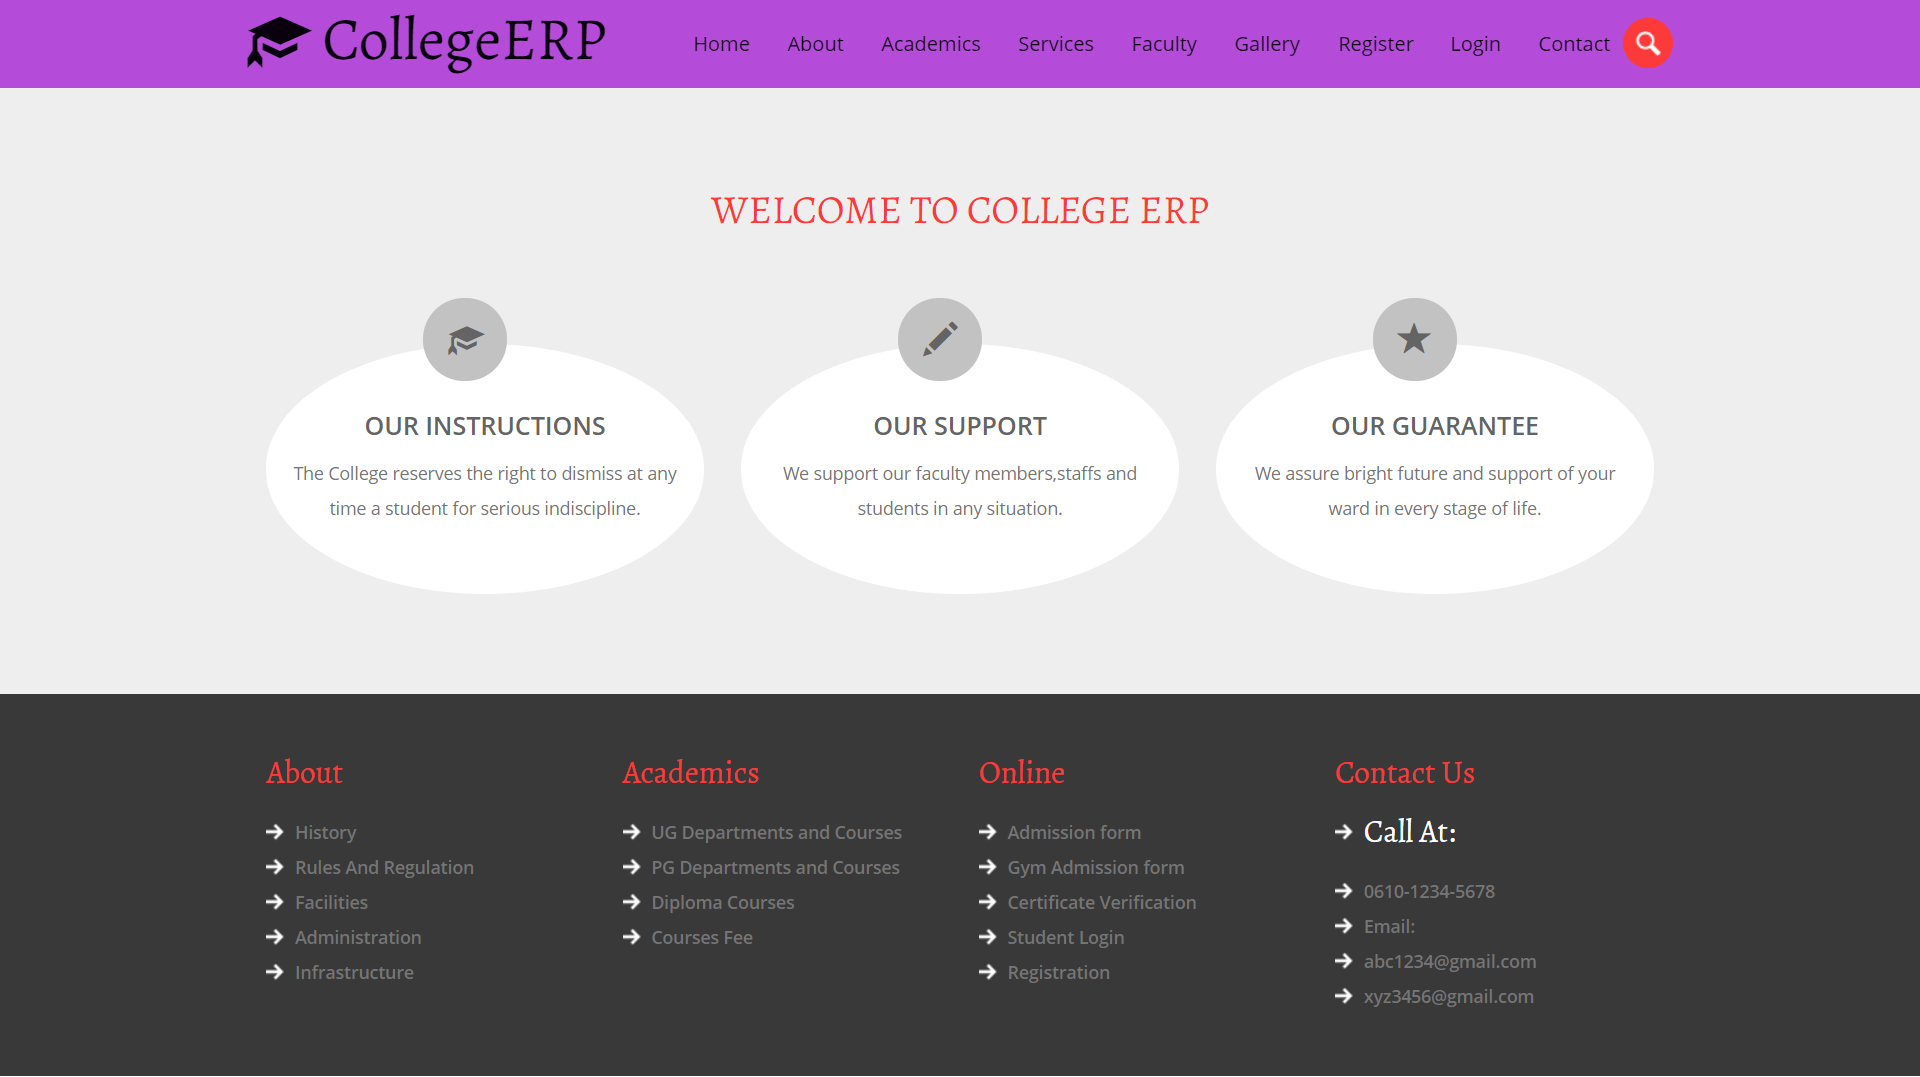 CollegeERP
Home About Academics Services Faculty Gallery Register Login Contact
WELCOME TO COLLEGE ERP
OUR INSTRUCTIONS
The College reserves the right to dismiss at any
time a student for serious indiscipline.
OUR SUPPORT
We support our faculty members,staffs and
students in any situation.
OUR GUARANTEE
We assure bright future and support of your
ward in every stage of life.
About
History
Rules And Regulation
Facilities
Administration
Infrastructure
Academics
UG Departments and Courses
PG Departments and Courses
Diploma Courses
Courses Fee
Online
Admission form
Gym Admission form
Certificate Verification
Student Login
Registration
Contact Us
Call At:
0610-1234-5678
Email:
abc1234@gmail.com
xyz3456@gmail.com